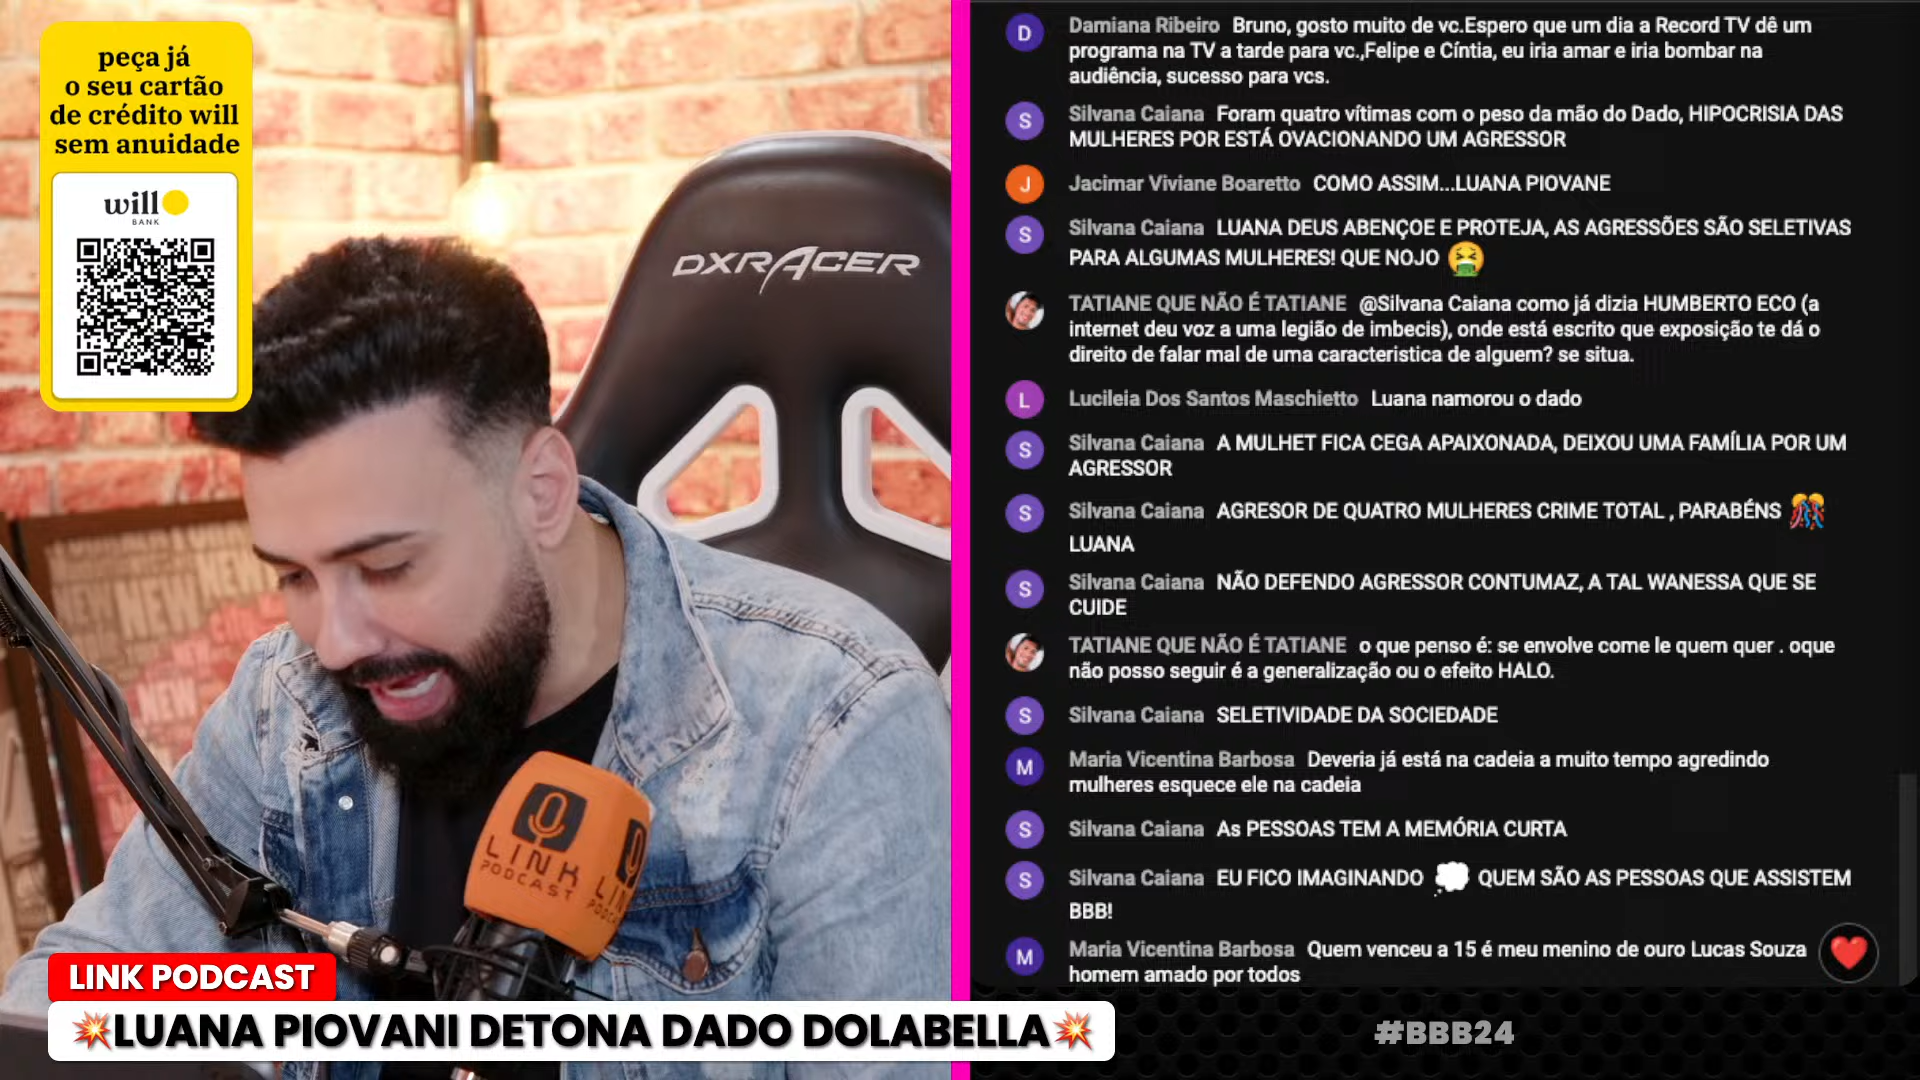 peça já
o seu cartão
de crédito will
sem anuidade
will
BANK
DXRACER
NEW
NEW
NEW
LINK
PODCAST
LINK PODCAST
💥LUANA PIOVANI DETONA DADO DOLABELLA💥
D Damiana Ribeiro Bruno, gosto muito de vc.Espero que um dia a Record TV dê um
programa na TV a tarde para vc.,Felipe e Cíntia, eu iria amar e iria bombar na
audiência, sucesso para vcs.
S Silvana Caiana Foram quatro vítimas com o peso da mão do Dado, HIPOCRISIA DAS
MULHERES POR ESTÁ OVACIONANDO UM AGRESSOR
J Jacimar Viviane Boaretto COMO ASSIM...LUANA PIOVANE
S Silvana Caiana LUANA DEUS ABENÇOE E PROTEJA, AS AGRESSÕES SÃO SELETIVAS
PARA ALGUMAS MULHERES! QUE NOJO 🤮
TATIANE QUE NÃO É TATIANE @Silvana Caiana como já dizia HUMBERTO ECO (a
internet deu voz a uma legião de imbecis), onde está escrito que exposição te dá o
direito de falar mal de uma caracteristica de alguem? se situa.
L Lucileia Dos Santos Maschietto Luana namorou o dado
S Silvana Caiana A MULHET FICA CEGA APAIXONADA, DEIXOU UMA FAMÍLIA POR UM
AGRESSOR
S Silvana Caiana AGRESOR DE QUATRO MULHERES CRIME TOTAL , PARABÉNS 🎊
LUANA
S Silvana Caiana NÃO DEFENDO AGRESSOR CONTUMAZ, A TAL WANESSA QUE SE
CUIDE
TATIANE QUE NÃO É TATIANE o que penso é: se envolve come le quem quer . oque
não posso seguir é a generalização ou o efeito HALO.
S Silvana Caiana SELETIVIDADE DA SOCIEDADE
M Maria Vicentina Barbosa Deveria já está na cadeia a muito tempo agredindo
mulheres esquece ele na cadeia
S Silvana Caiana As PESSOAS TEM A MEMÓRIA CURTA
S Silvana Caiana EU FICO IMAGINANDO 💭 QUEM SÃO AS PESSOAS QUE ASSISTEM
BBB!
M Maria Vicentina Barbosa Quem venceu a 15 é meu menino de ouro Lucas Souza
homem amado por todos
#BBB24